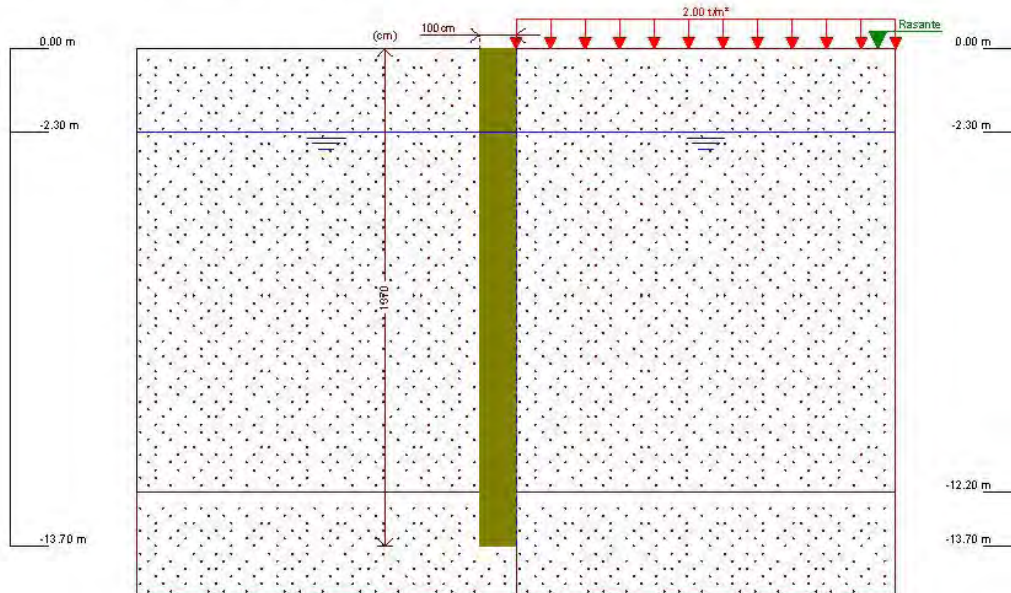 2.00 t/m²
Rasante
100 cm
(cm)
0.00 m
0.00 m
-2.30 m
-2.30 m
1370
-12.20 m
-13.70 m
-13.70 m